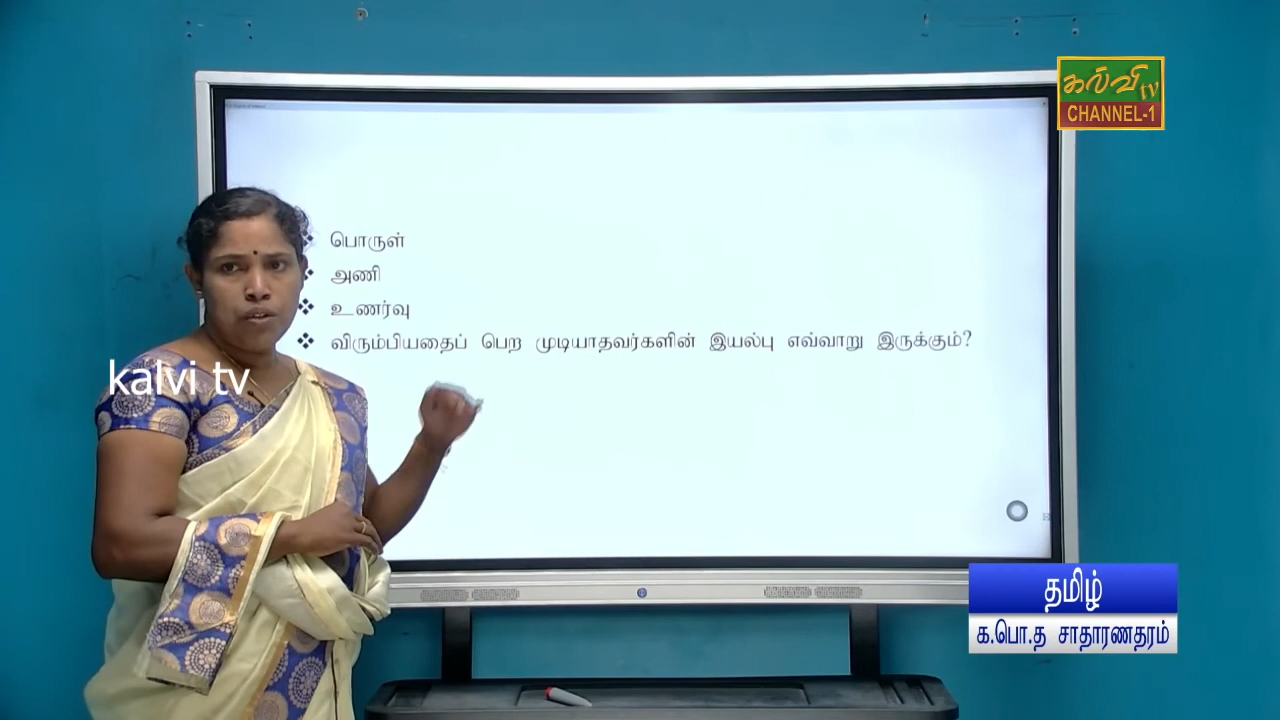 கல்வி tv
CHANNEL-1
பொருள்
அணி
உணர்வு
விரும்பியதைப் பெற முடியாதவர்களின் இயல்பு எவ்வாறு இருக்கும்?
kalvi tv
தமிழ்
க.பொ.த சாதாரணதரம்